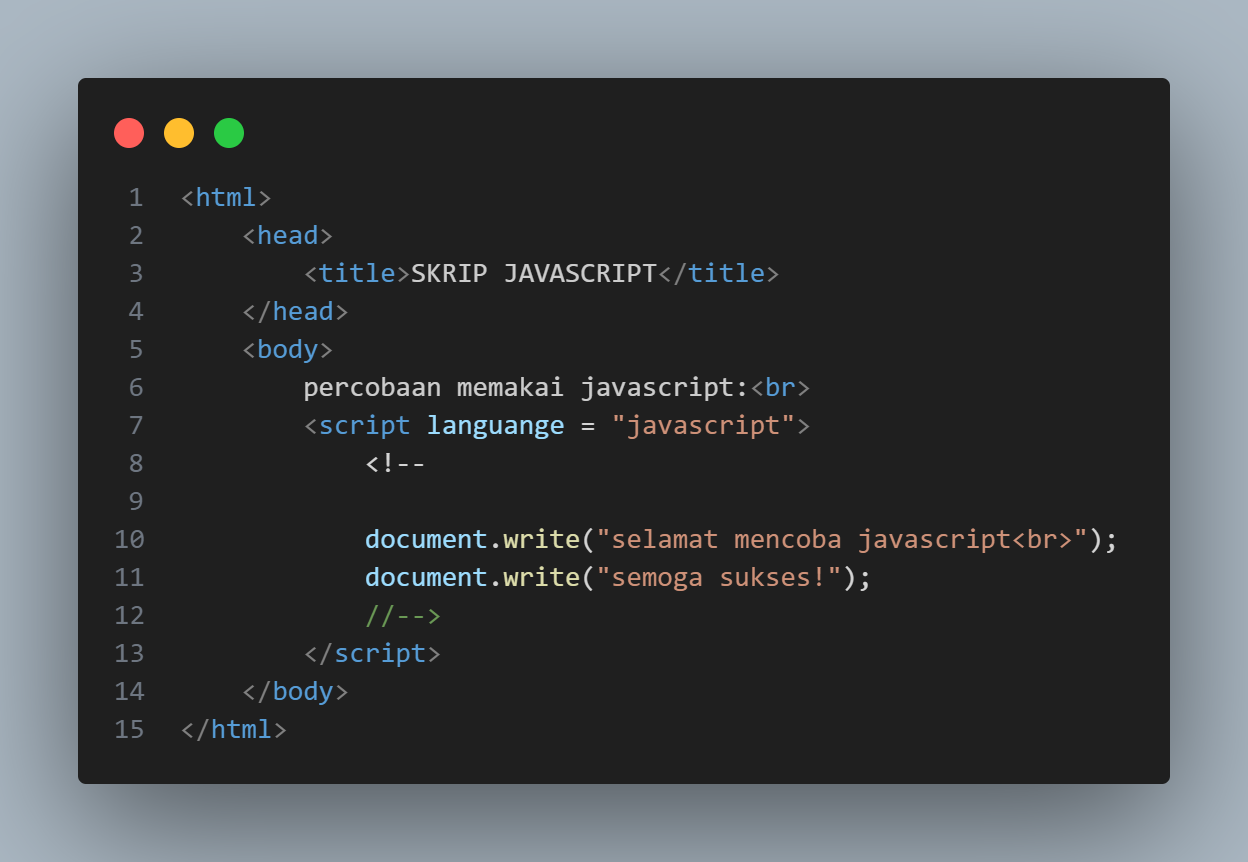 1 <html>
2     <head>
3         <title>SKRIP JAVASCRIPT</title>
4     </head>
5     <body>
6         percobaan memakai javascript:<br>
7         <script languange = "javascript">
8             <!--
9
10             document.write("selamat mencoba javascript<br>");
11             document.write("semoga sukses!");
12             //-->
13         </script>
14     </body>
15 </html>